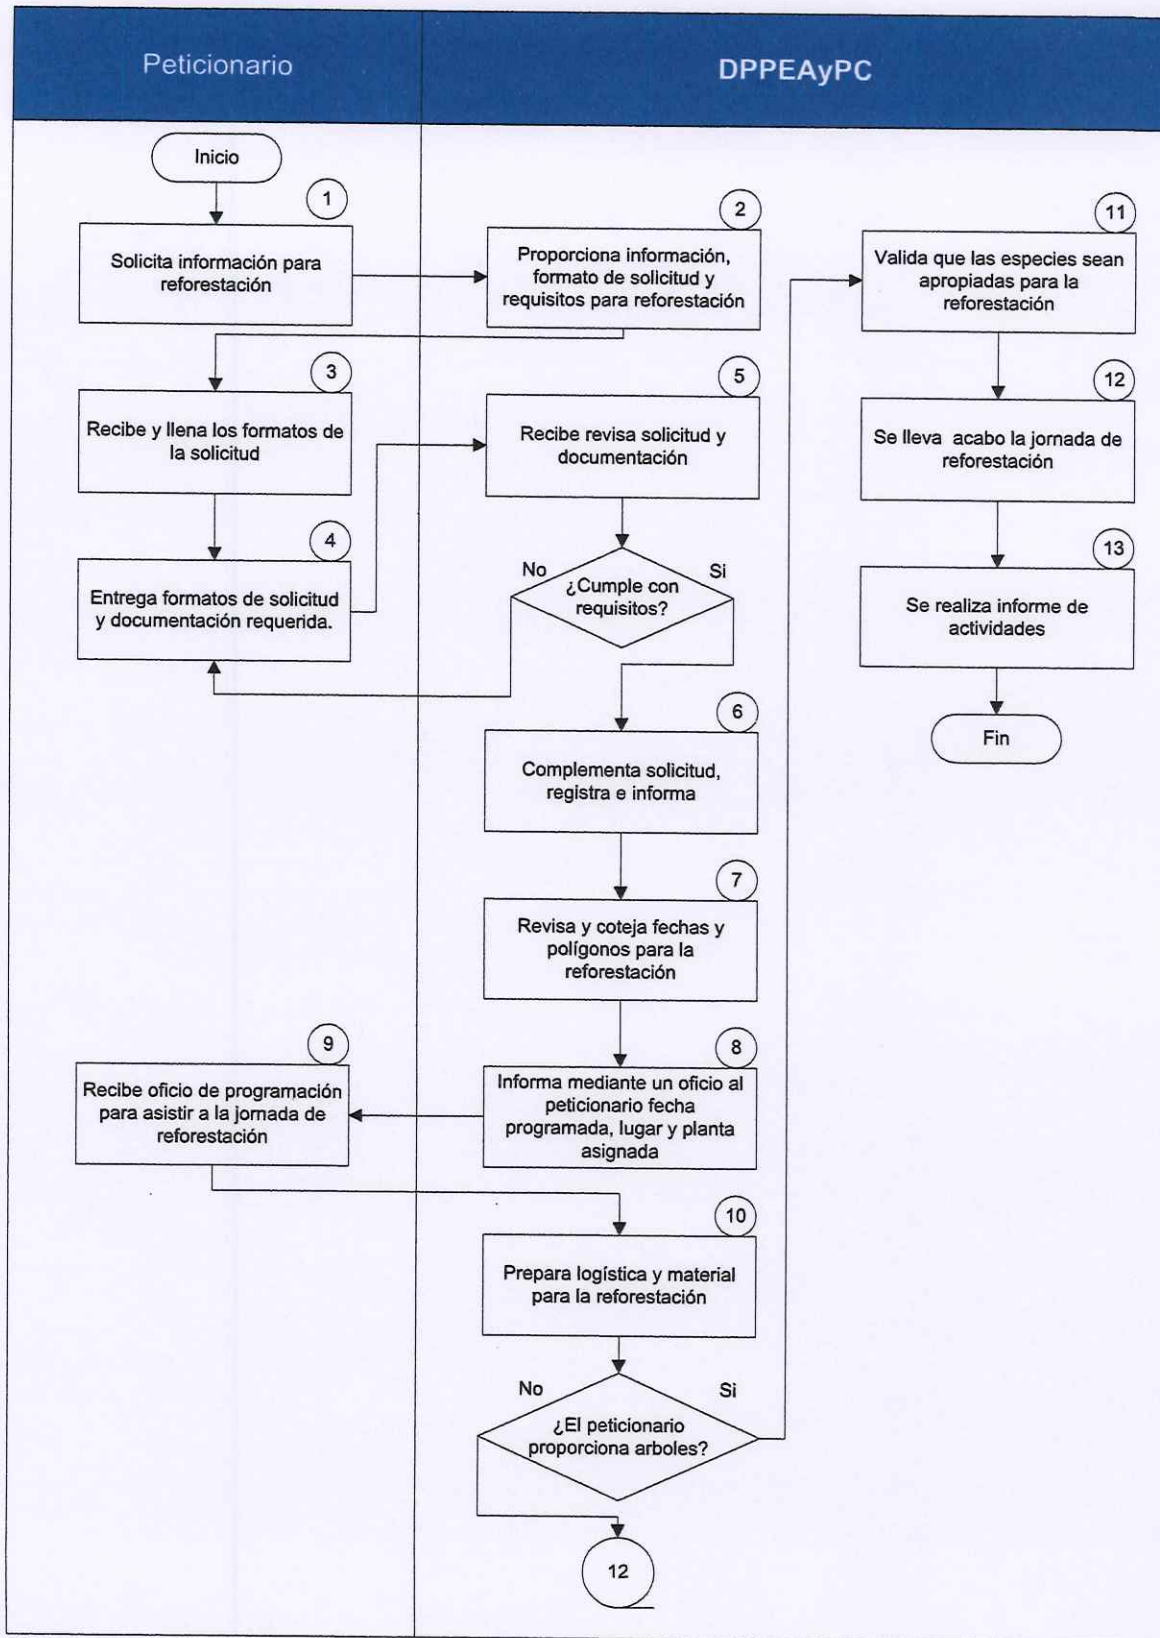 Peticionario
DPPEAyPC
Inicio
1
Solicita información para
reforestación
2
Proporciona información,
formato de solicitud y
requisitos para reforestación
3
Recibe y llena los formatos de
la solicitud
4
Entrega formatos de solicitud
y documentación requerida.
5
Recibe revisa solicitud y
documentación
No
Si
¿Cumple con
requisitos?
6
Complementa solicitud,
registra e informa
7
Revisa y coteja fechas y
polígonos para la
reforestación
8
Informa mediante un oficio al
peticionario fecha
programada, lugar y planta
asignada
9
Recibe oficio de programación
para asistir a la jornada de
reforestación
10
Prepara logística y material
para la reforestación
No
Si
¿El peticionario
proporciona arboles?
12
11
Valida que las especies sean
apropiadas para la
reforestación
12
Se lleva acabo la jornada de
reforestación
13
Se realiza informe de
actividades
Fin